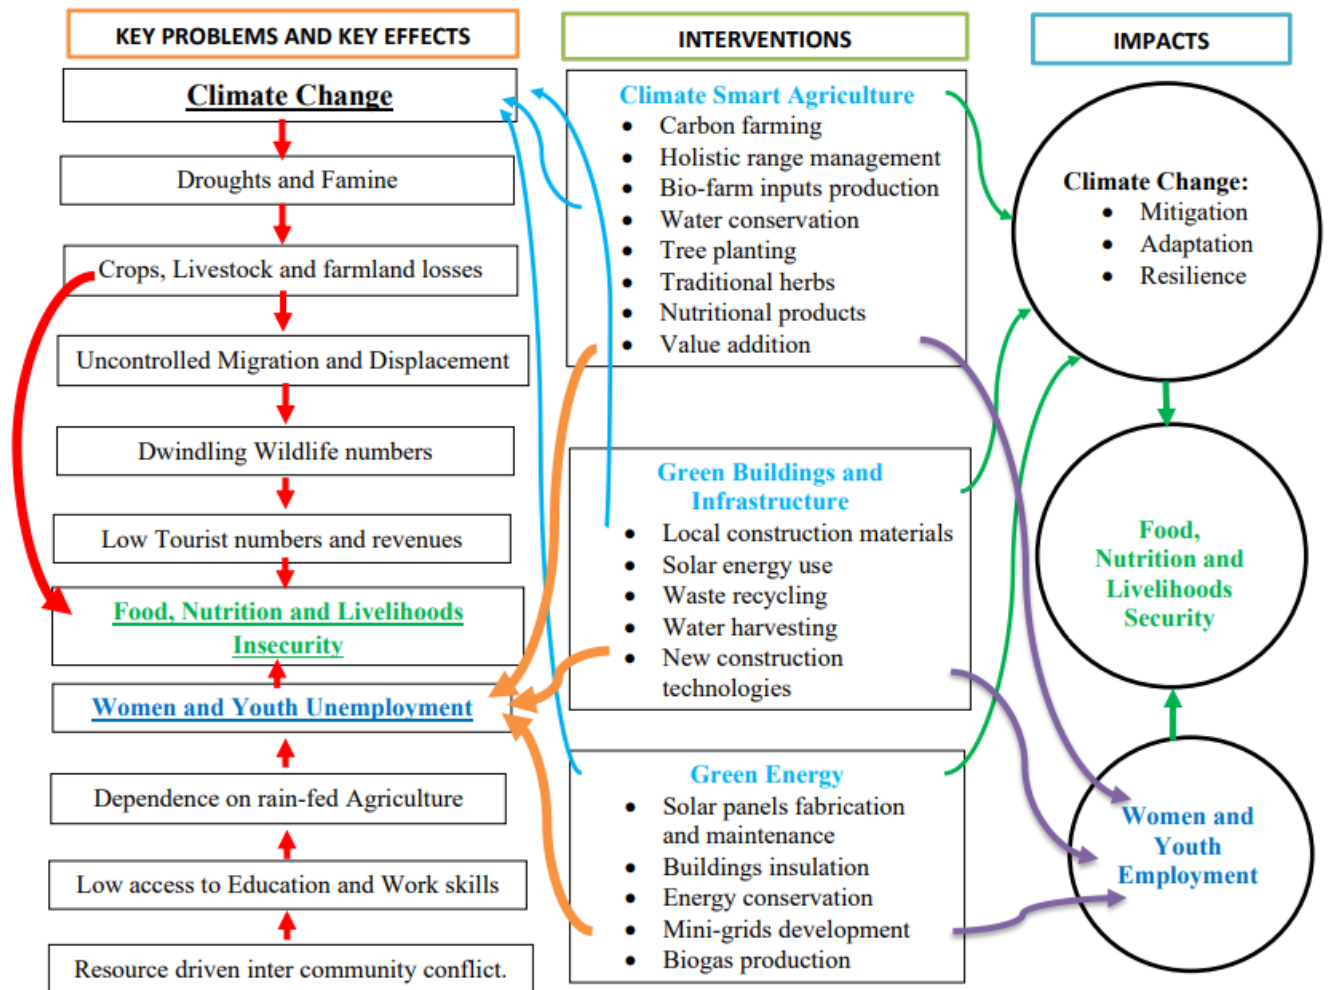 KEY PROBLEMS AND KEY EFFECTS
Climate Change
Droughts and Famine
Crops, Livestock and farmland losses
Uncontrolled Migration and Displacement
Dwindling Wildlife numbers
Low Tourist numbers and revenues
Food, Nutrition and Livelihoods
Insecurity
Women and Youth Unemployment
Dependence on rain-fed Agriculture
Low access to Education and Work skills
Resource driven inter community conflict.
INTERVENTIONS
Climate Smart Agriculture
• Carbon farming
• Holistic range management
• Bio-farm inputs production
• Water conservation
• Tree planting
• Traditional herbs
• Nutritional products
• Value addition
Green Buildings and
Infrastructure
• Local construction materials
• Solar energy use
• Waste recycling
• Water harvesting
• New construction
technologies
Green Energy
• Solar panels fabrication
and maintenance
• Buildings insulation
• Energy conservation
• Mini-grids development
• Biogas production
IMPACTS
Climate Change:
• Mitigation
• Adaptation
• Resilience
Food,
Nutrition and
Livelihoods
Security
Women and
Youth
Employment